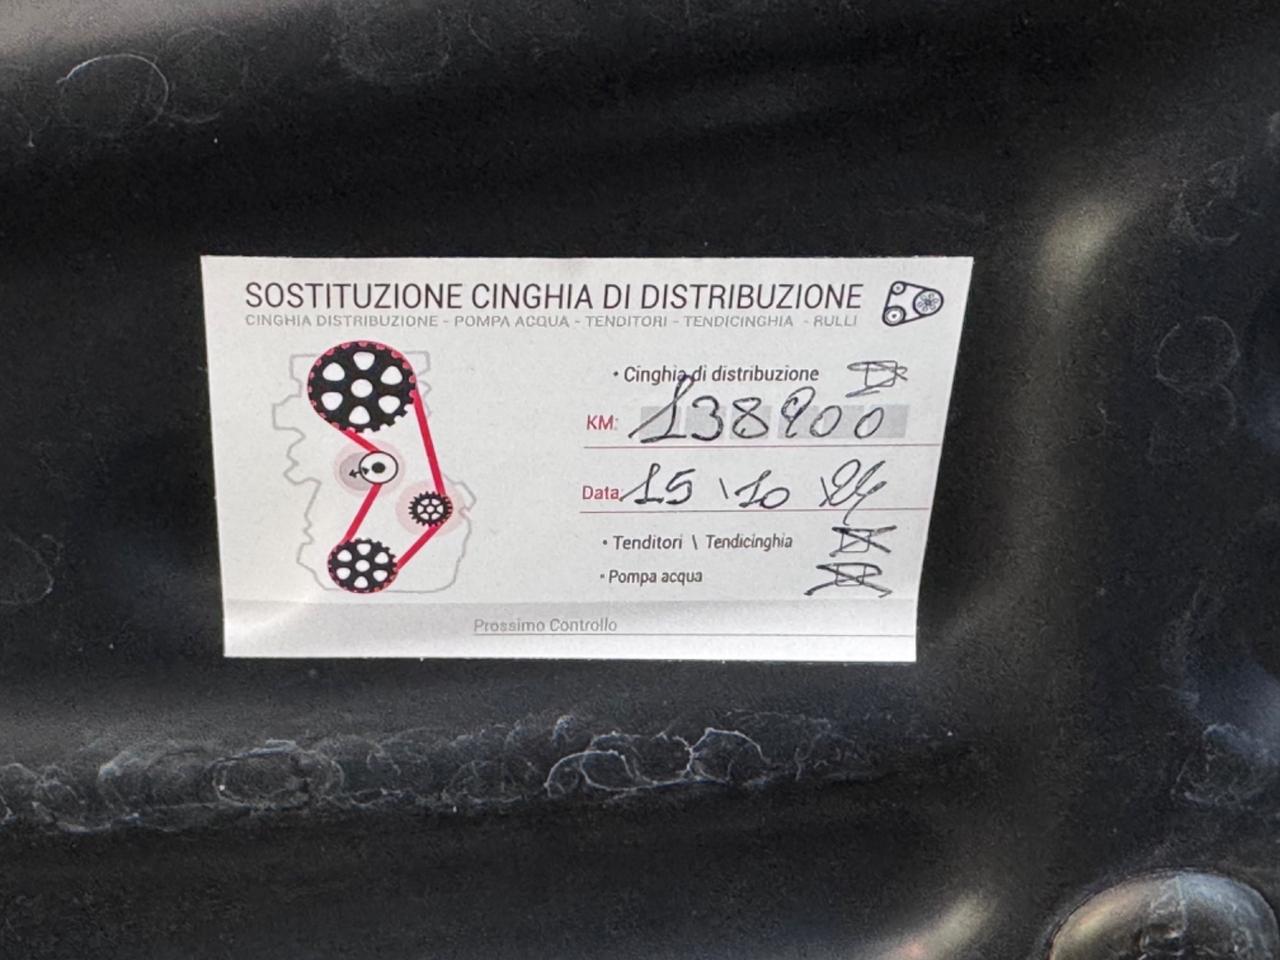 SOSTITUZIONE CINGHIA DI DISTRIBUZIONE
CINGHIA DISTRIBUZIONE - POMPA ACQUA - TENDITORI - TENDICINGHIA - RULLI
• Cinghia di distribuzione
KM: 138900
Data: 15 \ 10 \ 24
• Tenditori \ Tendicinghia
• Pompa acqua
Prossimo Controllo